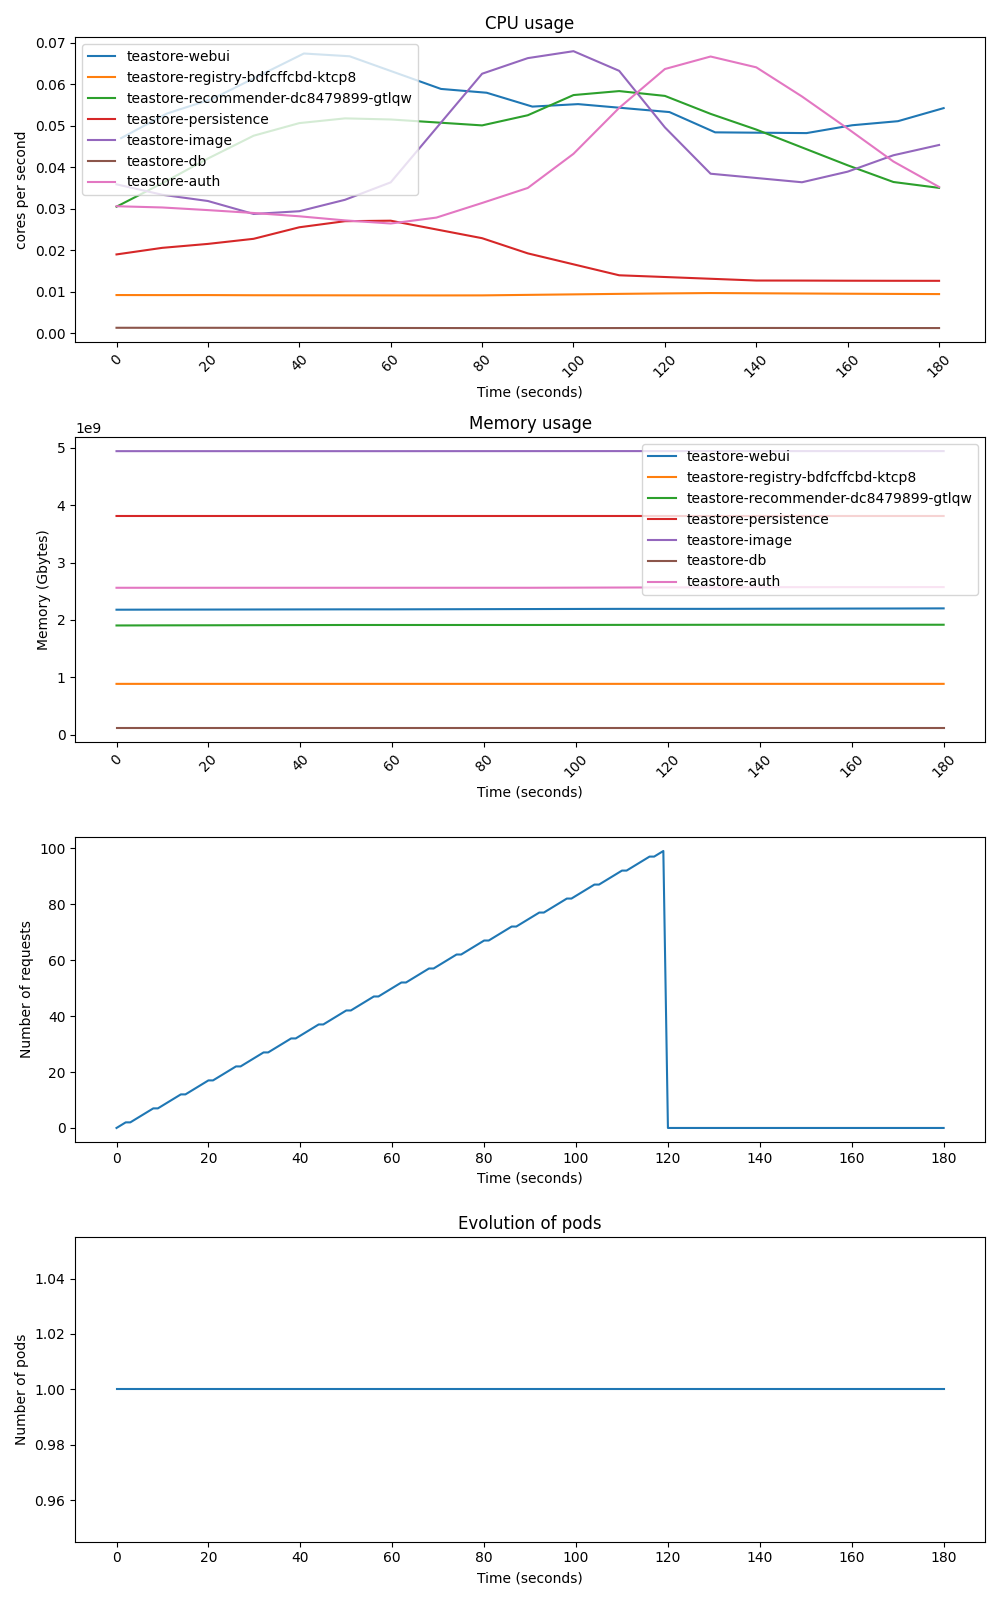 CPU usage
cores per second
0.07
0.06
0.05
0.04
0.03
0.02
0.01
0.00
teastore-webui
teastore-registry-bdfcffcbd-ktcp8
teastore-recommender-dc8479899-gtlqw
teastore-persistence
teastore-image
teastore-db
teastore-auth
0 20 40 60 80 100 120 140 160 180
Time (seconds)
Memory usage
1e9
Memory (Gbytes)
5
4
3
2
1
0
teastore-webui
teastore-registry-bdfcffcbd-ktcp8
teastore-recommender-dc8479899-gtlqw
teastore-persistence
teastore-image
teastore-db
teastore-auth
0 20 40 60 80 100 120 140 160 180
Time (seconds)
Number of requests
100
80
60
40
20
0
0 20 40 60 80 100 120 140 160 180
Time (seconds)
Evolution of pods
Number of pods
1.04
1.02
1.00
0.98
0.96
0 20 40 60 80 100 120 140 160 180
Time (seconds)